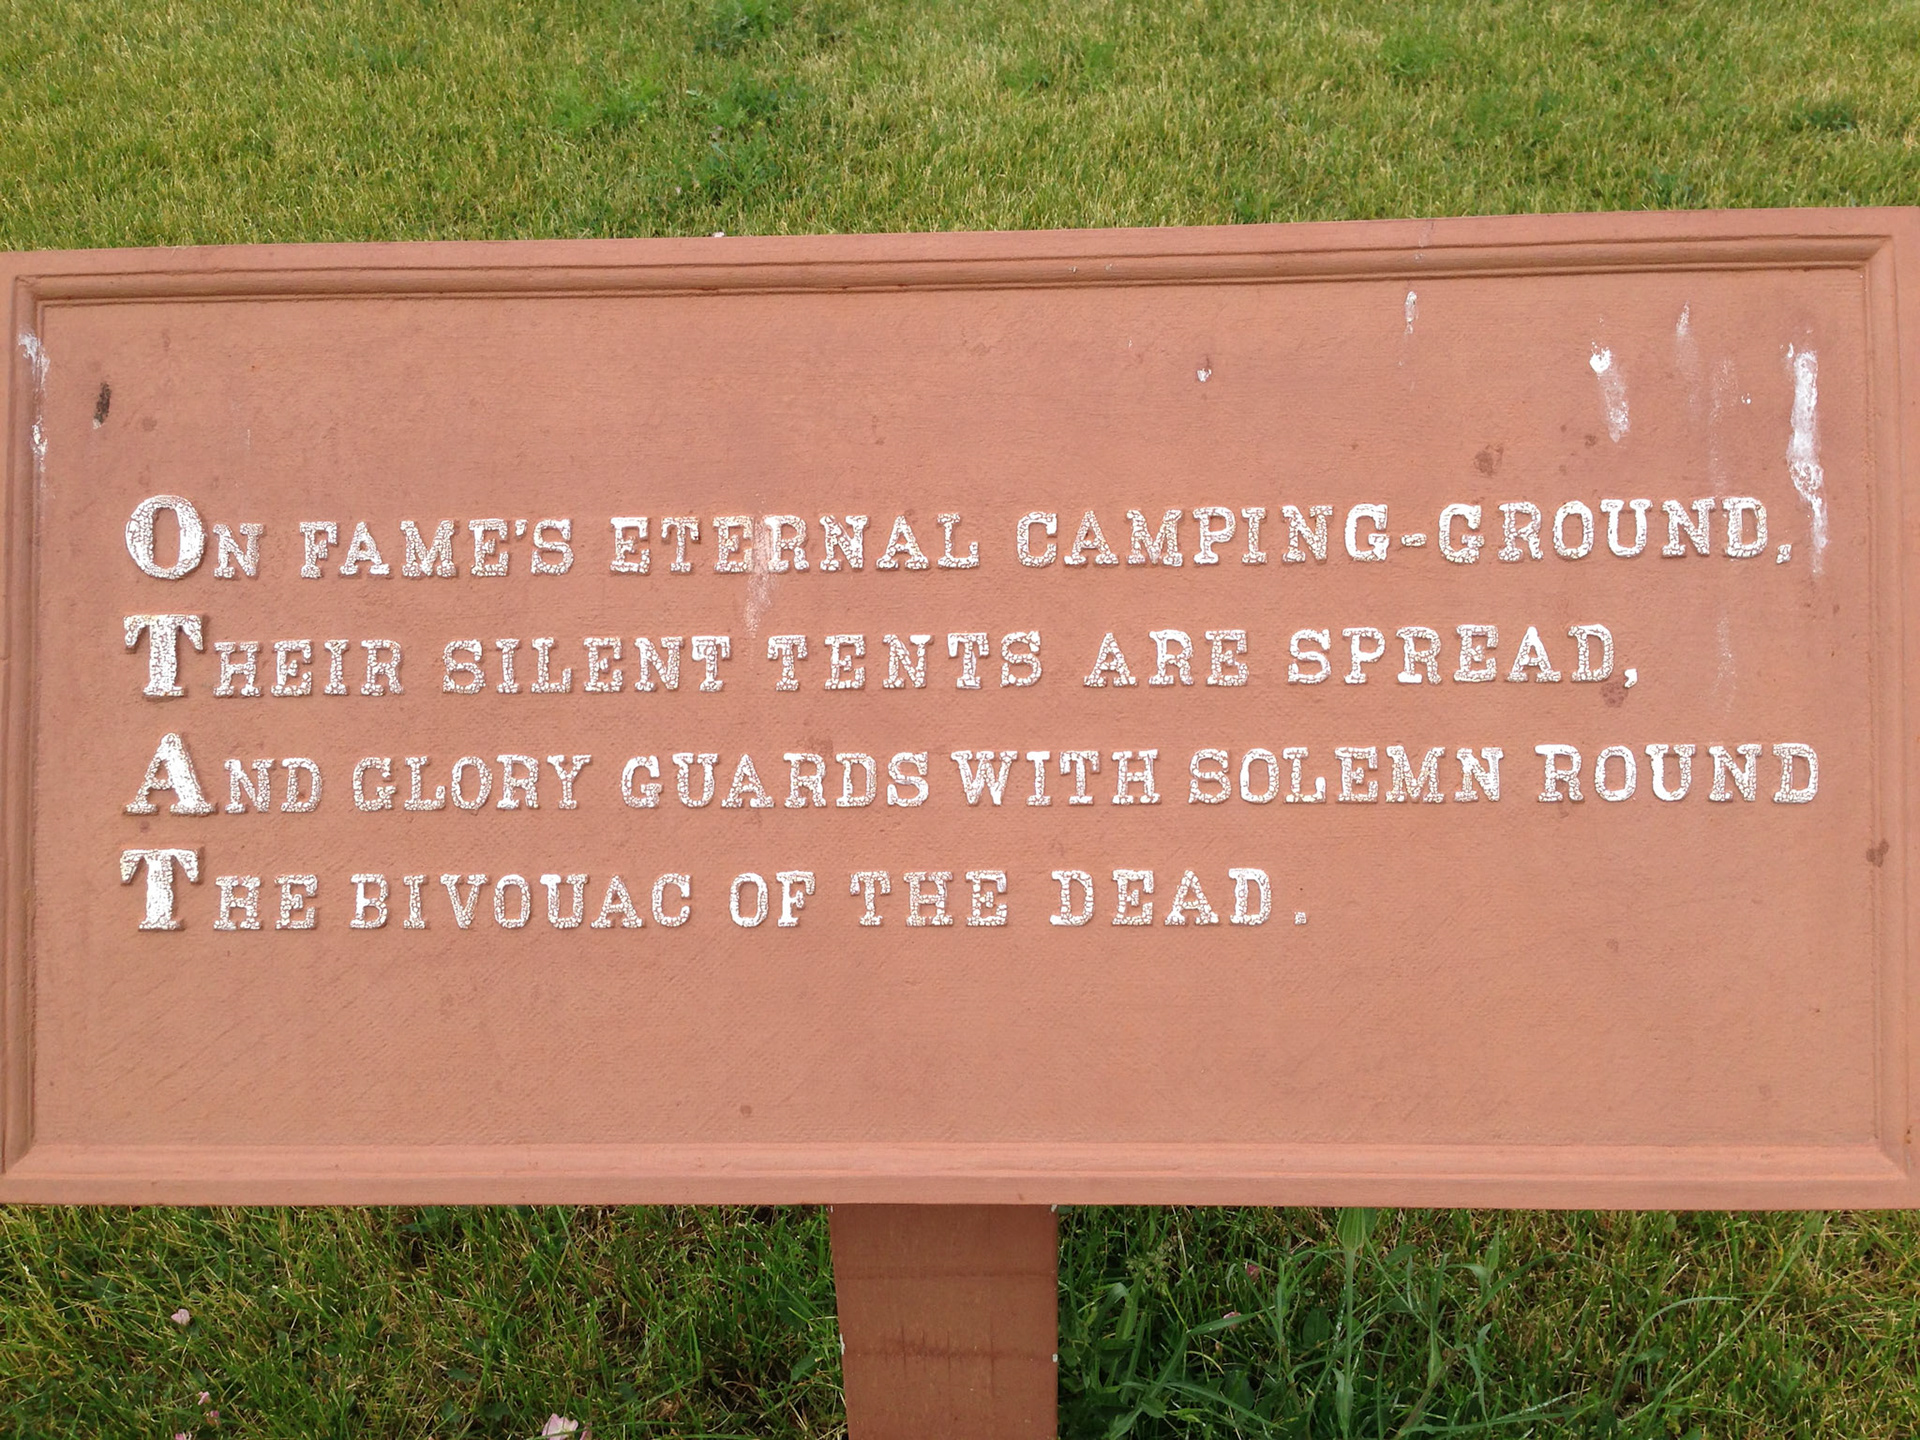 On FAME'S ETERNAL CAMPING-GROUND,
THEIR SILENT TENTS ARE SPREAD,
AND GLORY GUARDS WITH SOLEMN ROUND
THE BIVOUAC OF THE DEAD.